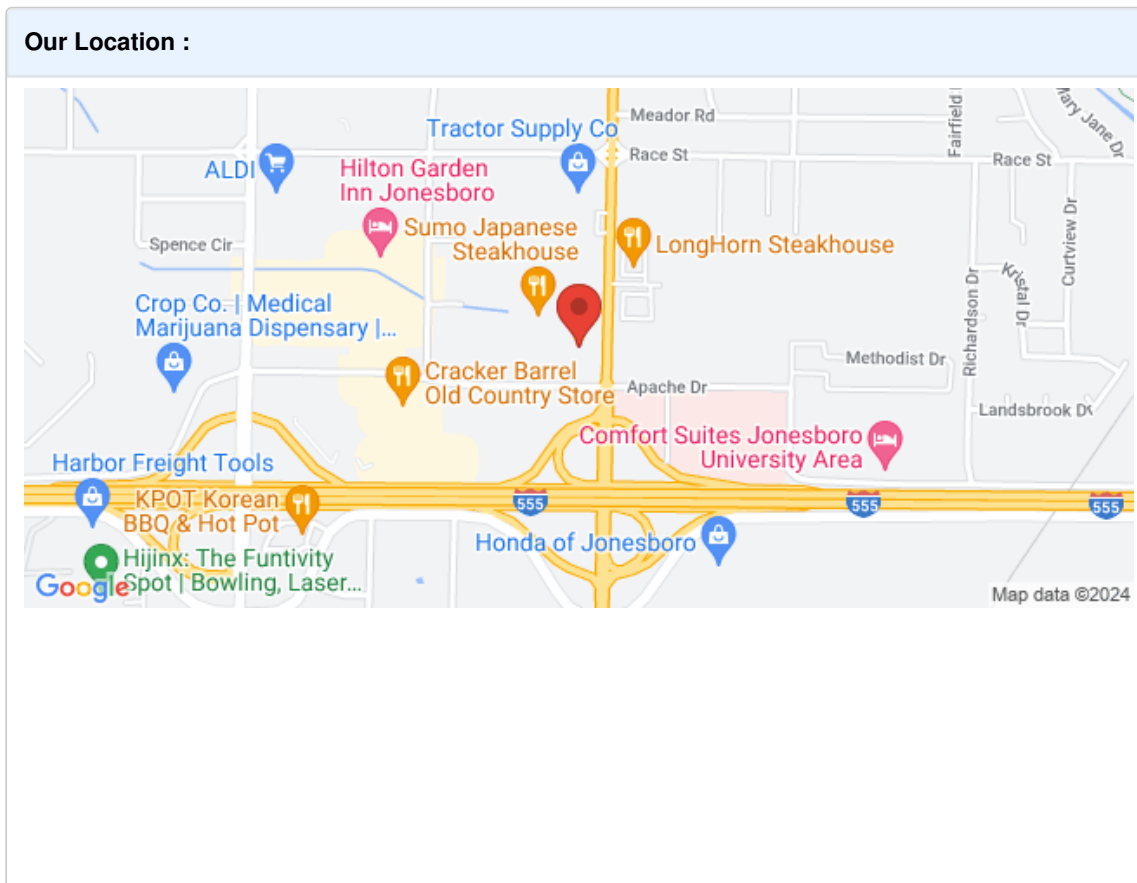 Our Location :
Meador Rd
Mary Jane Dr
Tractor Supply Co
Fairfield
Race St
Race St
ALDI
Hilton Garden
Inn Jonesboro
Sumo Japanese
Steakhouse
Spence Cir
LongHorn Steakhouse
Curtview Dr
Kristal Dr
Richardson Dr
Crop Co. | Medical
Marijuana Dispensary |...
Methodist Dr
Cracker Barrel
Old Country Store
Apache Dr
Landsbrook Dr
Comfort Suites Jonesboro
University Area
Harbor Freight Tools
KPOT Korean
BBQ & Hot Pot
555
555
555
Honda of Jonesboro
Hijinx: The Funtivity
Spot | Bowling, Laser...
Google
Map data ©2024